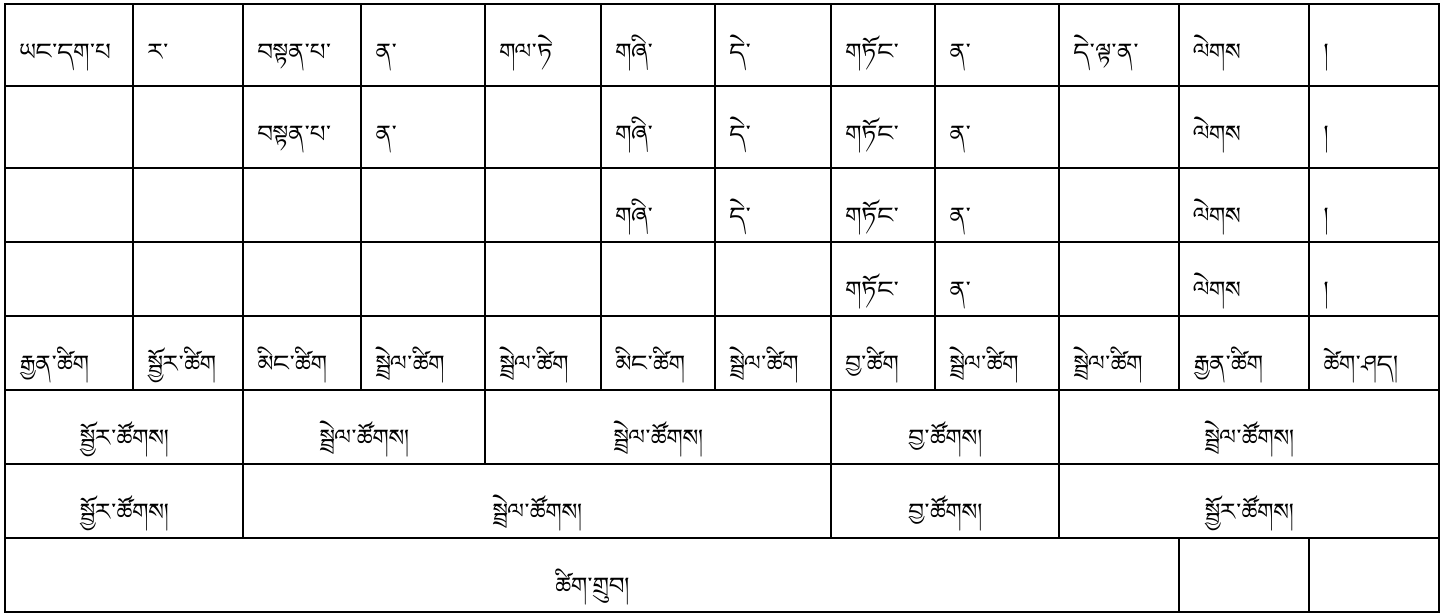 ཡང་དག་པ ར་ བསྟན་པ་ ན་ གལ་ཏེ གཞི་ དེ་ གཏོང་ ན་ དེ་ལྟ་ན་ ལེགས །
བསྟན་པ་ ན་ གཞི་ དེ་ གཏོང་ ན་ ལེགས །
གཞི་ དེ་ གཏོང་ ན་ ལེགས །
གཏོང་ ན་ ལེགས །
རྒྱན་ཚིག སྦྱོར་ཚིག མིང་ཚིག སྦྲེལ་ཚིག སྦྲེལ་ཚིག མིང་ཚིག སྦྲེལ་ཚིག བྱ་ཚིག སྦྲེལ་ཚིག སྦྲེལ་ཚིག རྒྱན་ཚིག ཚེག་ཤད།
སྦྱོར་ཚོགས། སྦྲེལ་ཚོགས། སྦྲེལ་ཚོགས། བྱ་ཚོགས། སྦྲེལ་ཚོགས།
སྦྱོར་ཚོགས། སྦྲེལ་ཚོགས། བྱ་ཚོགས། སྦྱོར་ཚོགས།
ཚིག་གྲུབ།